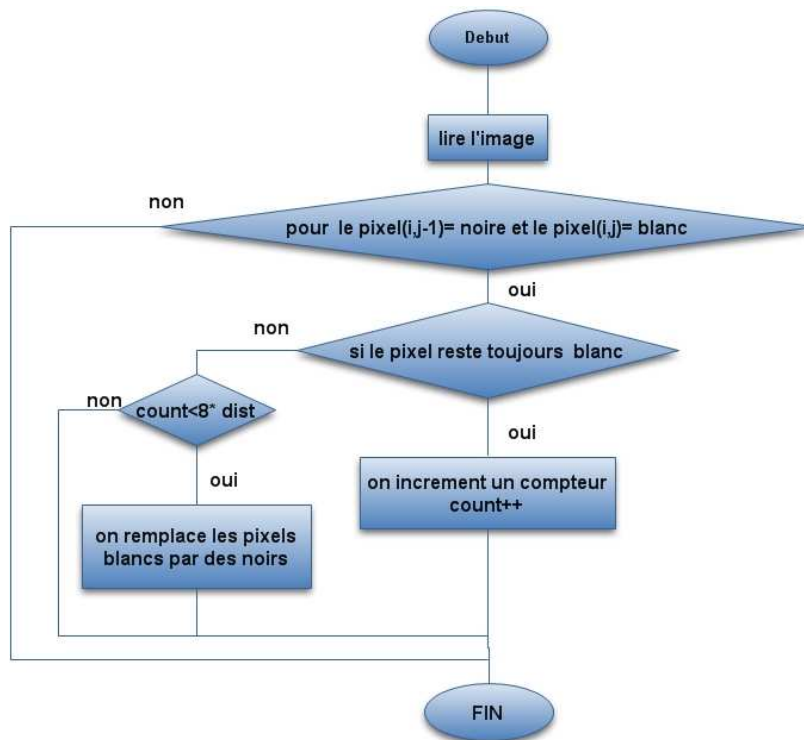 Debut
lire l'image
non
pour le pixel(i,j-1)= noire et le pixel(i,j)= blanc
oui
non
si le pixel reste toujours blanc
non
count<8* dist
oui
oui
on increment un compteur
count++
on remplace les pixels
blancs par des noirs
FIN